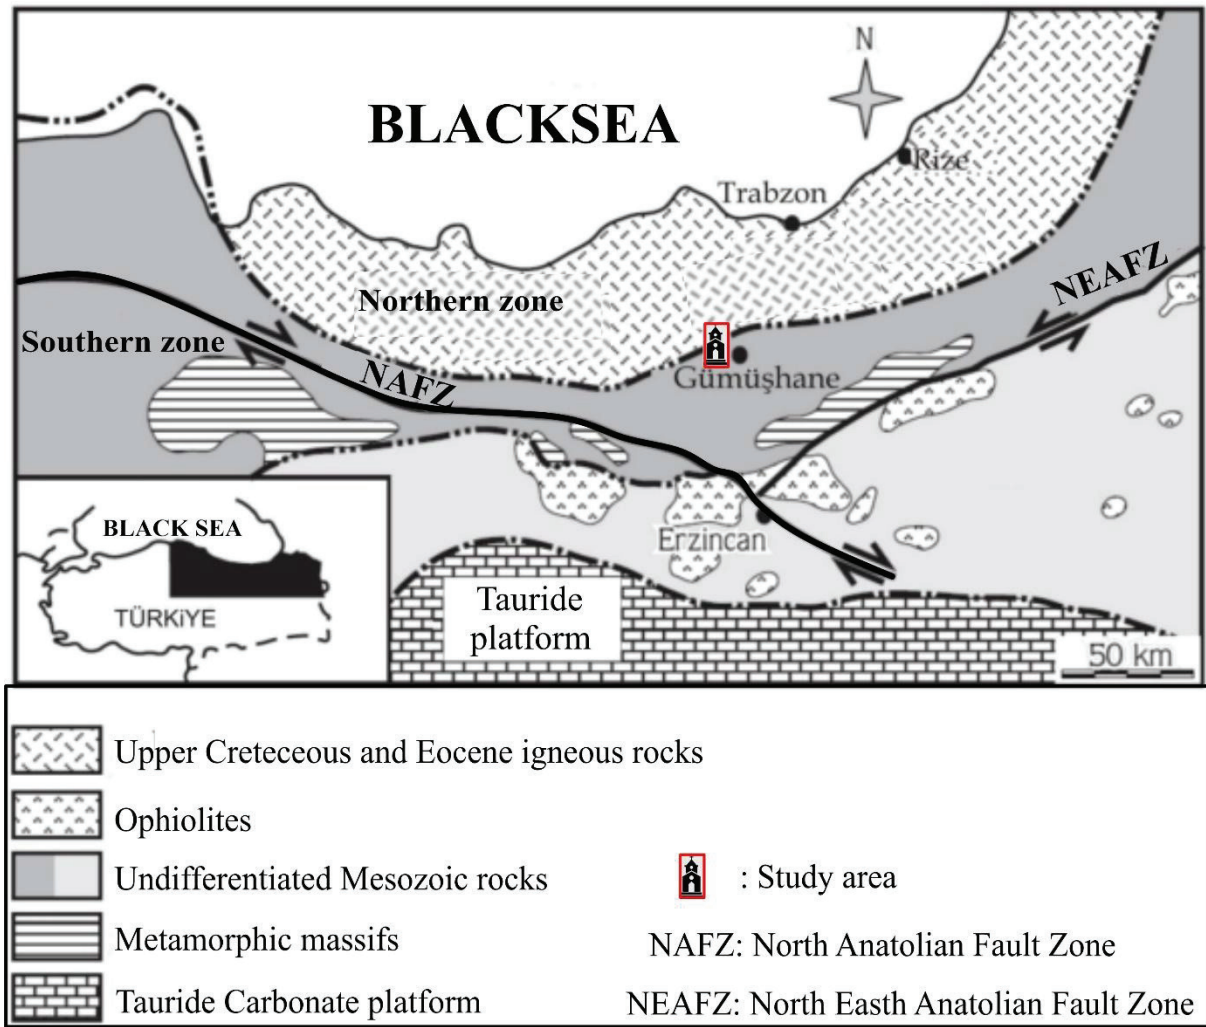 N
BLACKSEA
Rize
Trabzon
NEAFZ
Northern zone
Southern zone
NAFZ
Gümüşhane
BLACK SEA
Erzincan
TÜRKiYE
Tauride
platform
50 km
Upper Creteceous and Eocene igneous rocks
Ophiolites
Undifferentiated Mesozoic rocks
: Study area
Metamorphic massifs
NAFZ: North Anatolian Fault Zone
Tauride Carbonate platform
NEAFZ: North Easth Anatolian Fault Zone